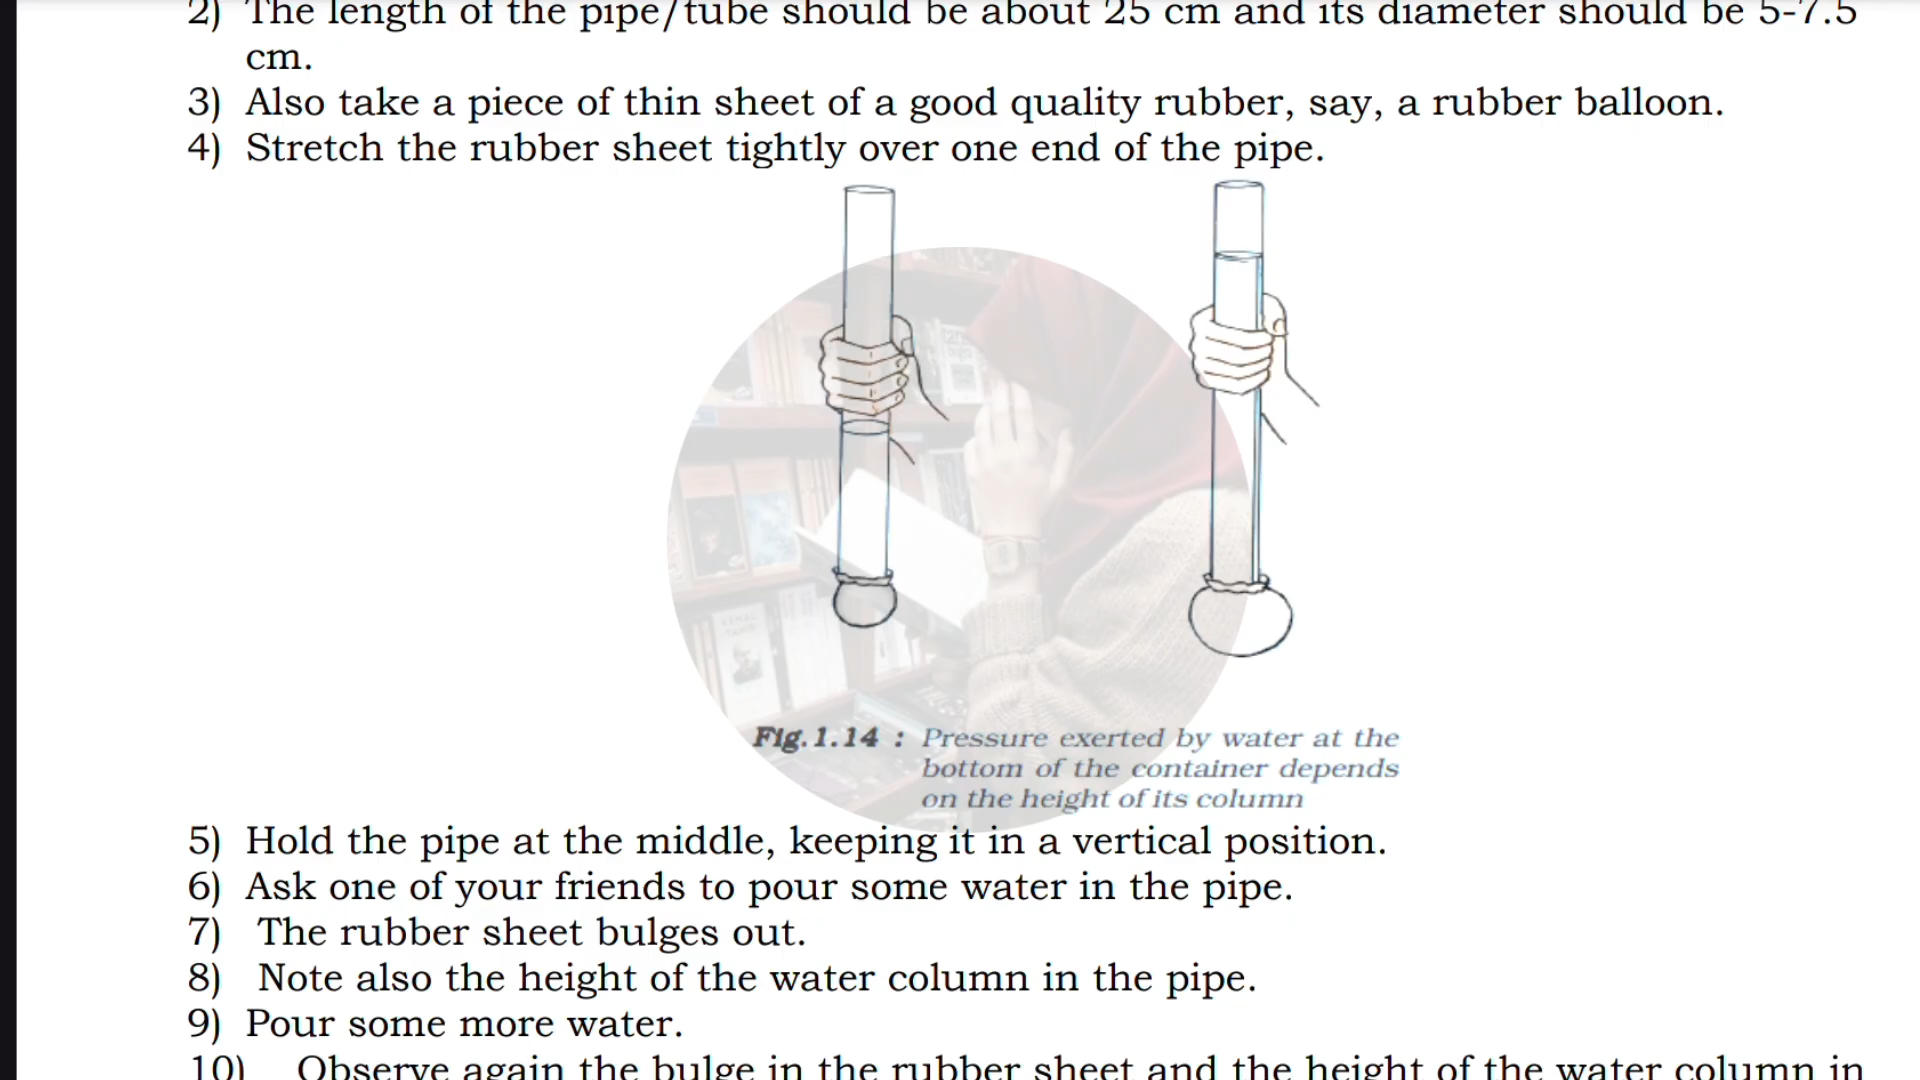 2) The length of the pipe/tube should be about 25 cm and its diameter should be 5-7.5
cm.
3) Also take a piece of thin sheet of a good quality rubber, say, a rubber balloon.
4) Stretch the rubber sheet tightly over one end of the pipe.
Fig.1.14 : Pressure exerted by water at the
bottom of the container depends
on the height of its column
5) Hold the pipe at the middle, keeping it in a vertical position.
6) Ask one of your friends to pour some water in the pipe.
7) The rubber sheet bulges out.
8) Note also the height of the water column in the pipe.
9) Pour some more water.
10) Observe again the bulge in the rubber sheet and the height of the water column in